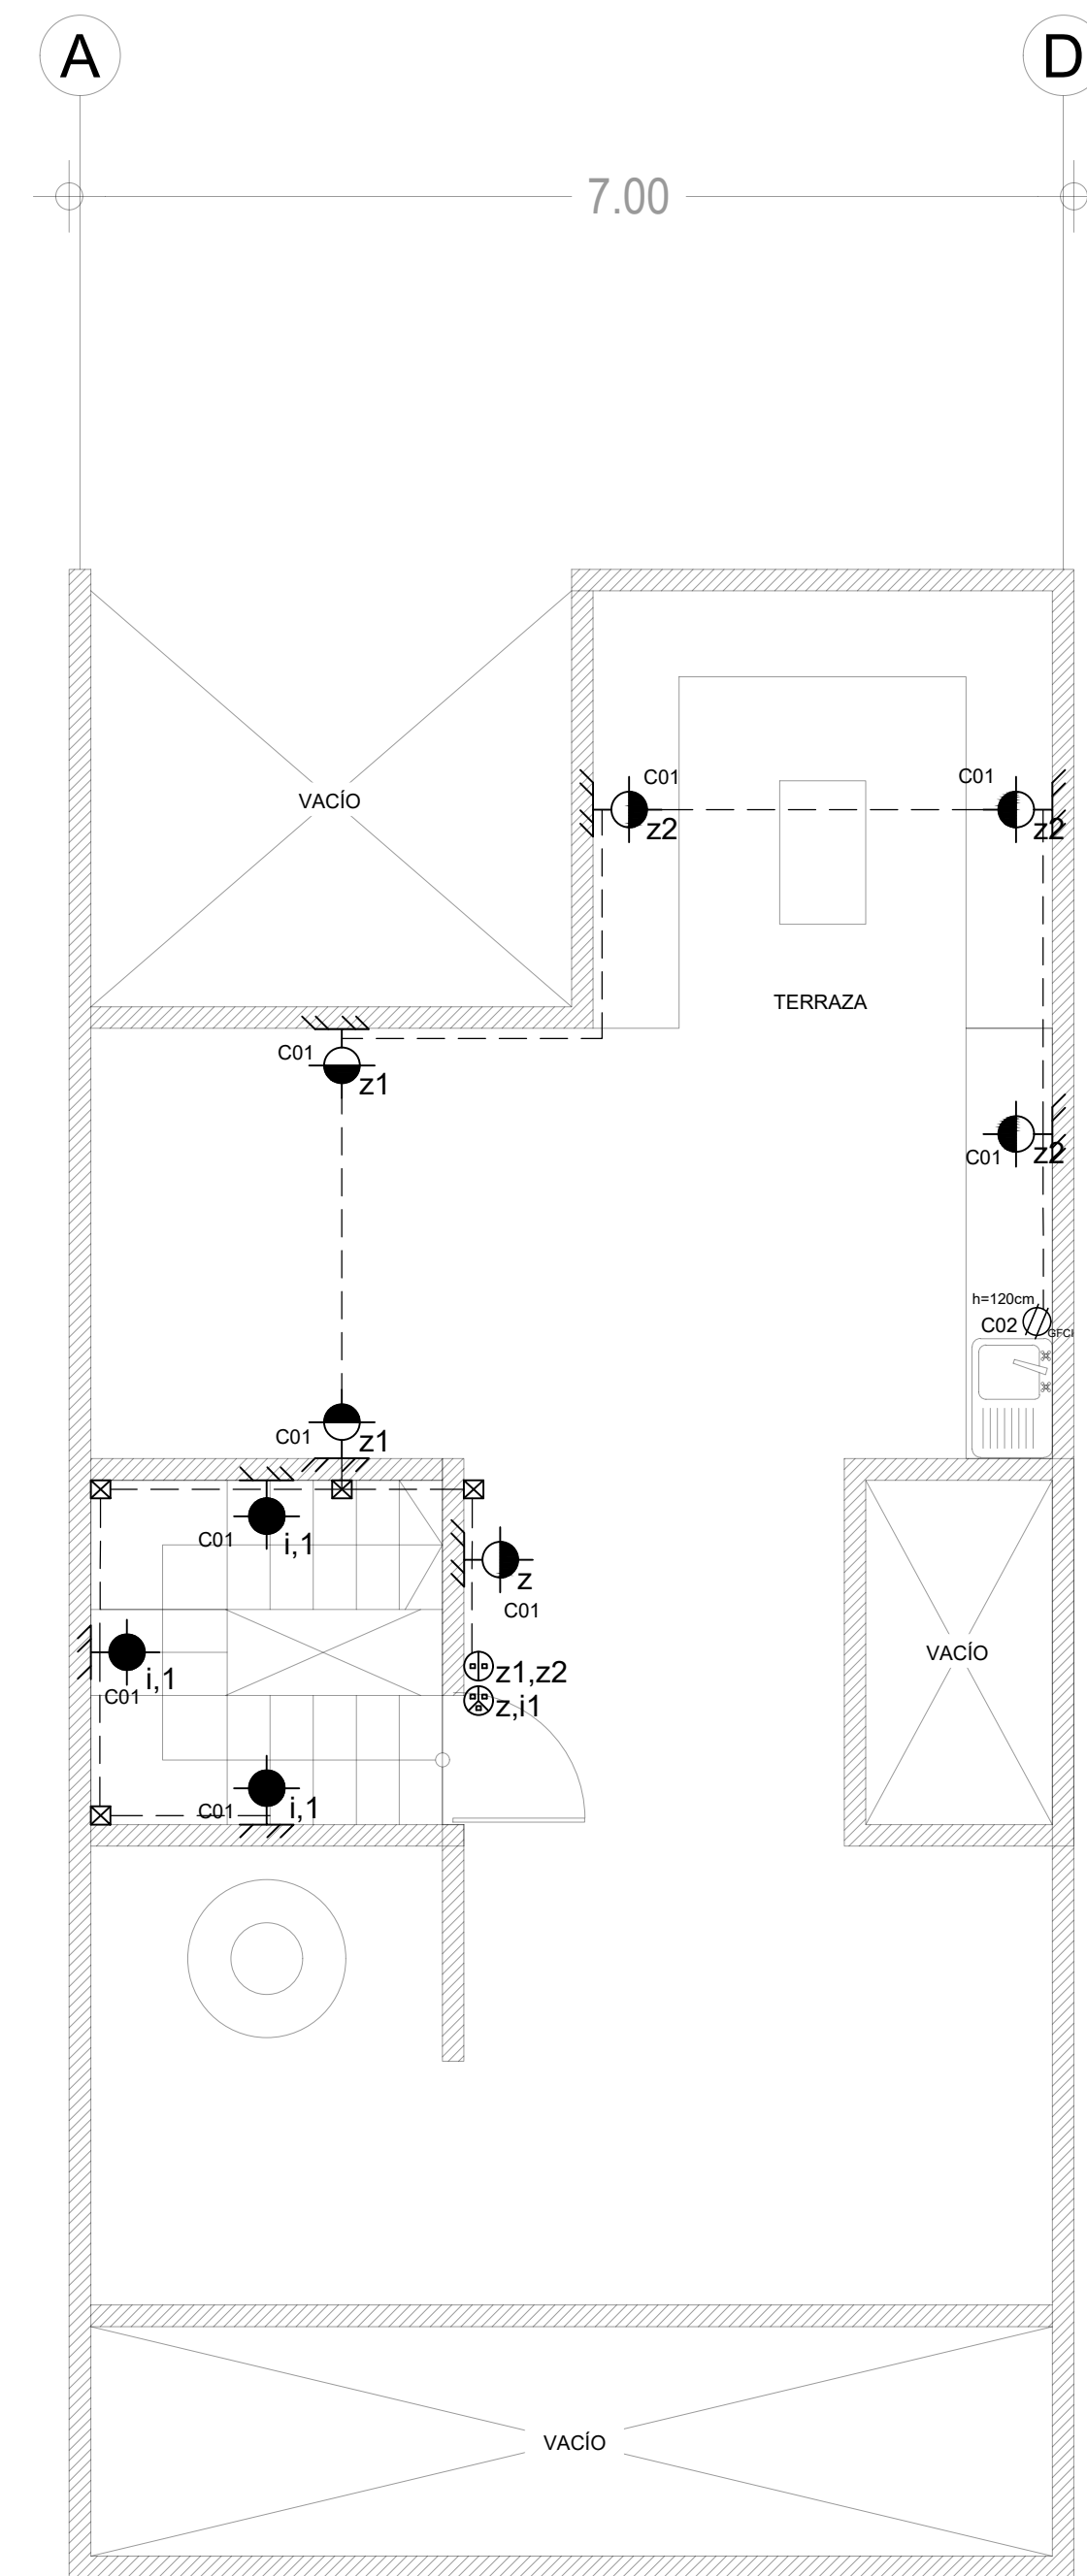 A
D
7.00
C01
C01
VACÍO
z2
z2
TERRAZA
C01
z1
z2
C01
h=120cm
C02
GFCI
C01
z1
C01
i,1
z
C01
VACÍO
z1,z2
i,1
C01
z,i1
i,1
C01
VACÍO